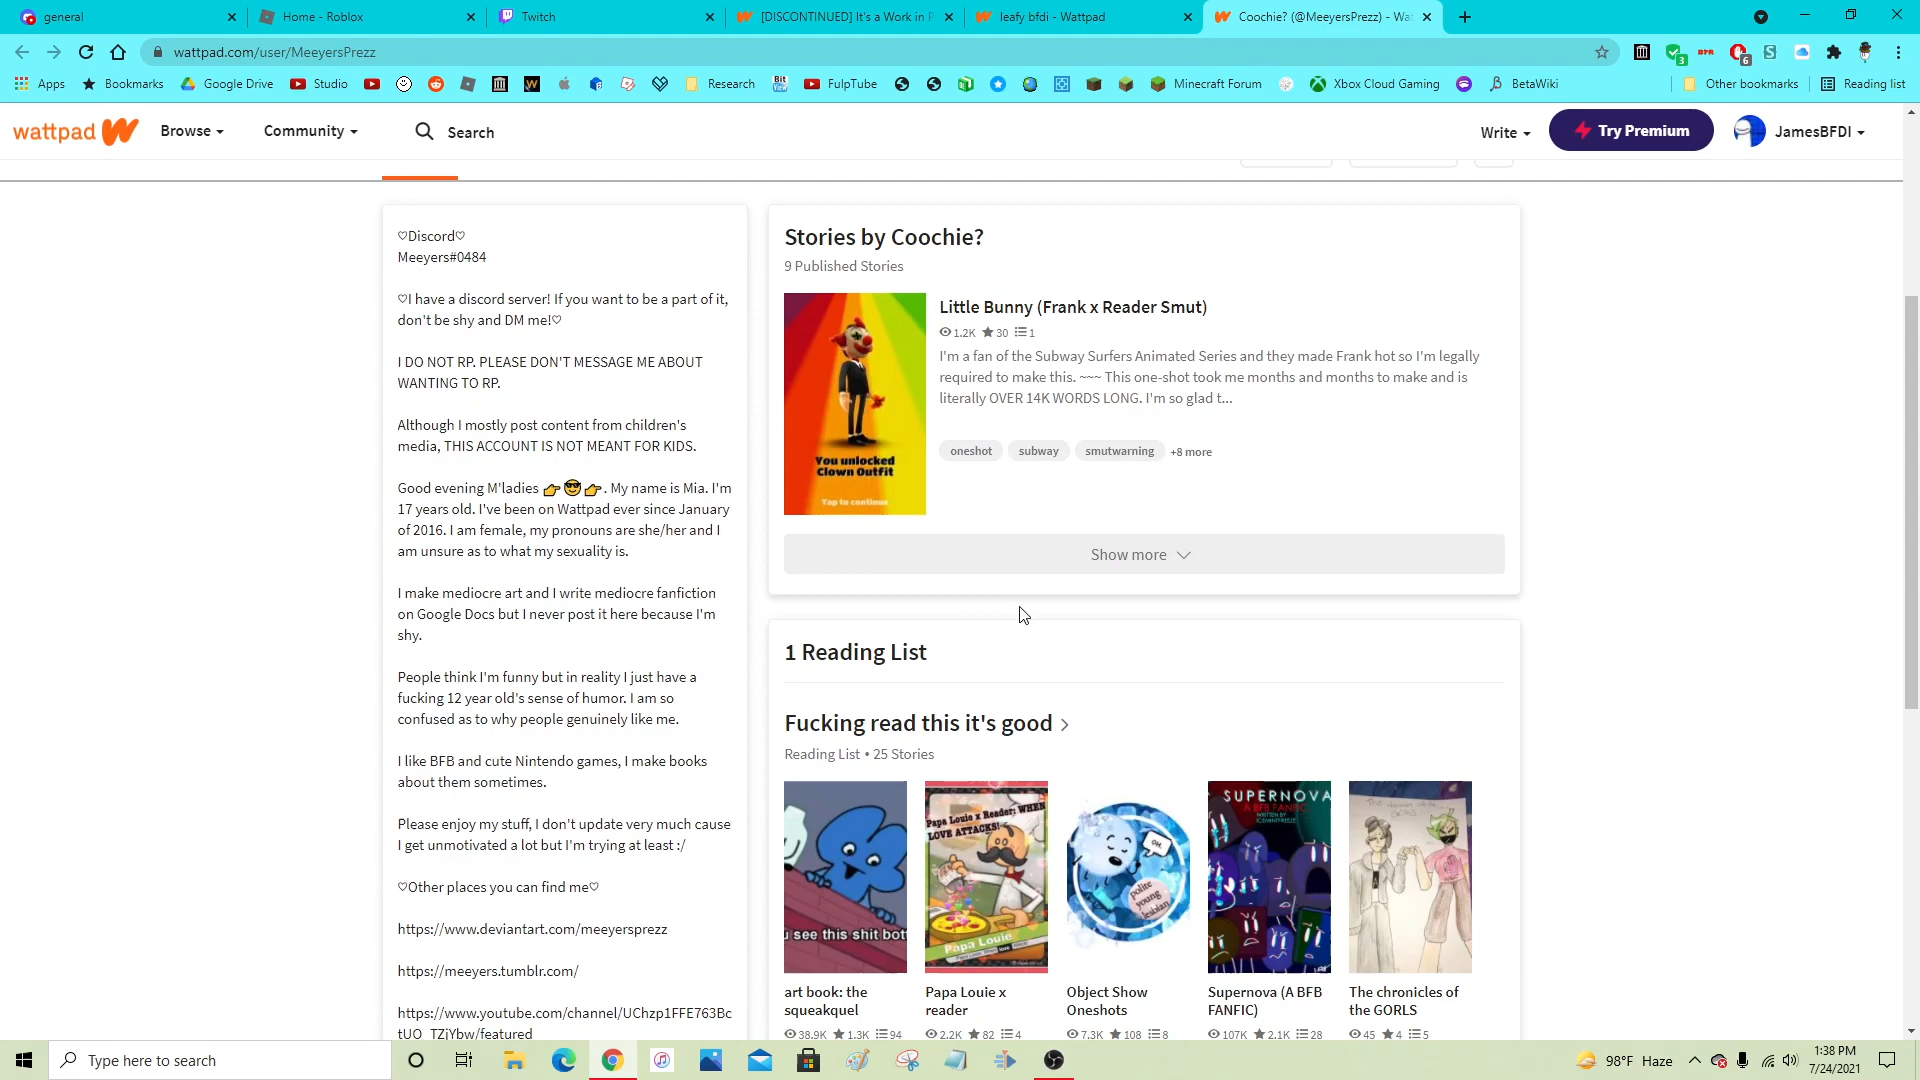 general
Home - Roblox
Twitch
[DISCONTINUED] It's a Work in P
leafy bfdi - Wattpad
Coochie? (@MeeyersPrezz) - Wat
wattpad.com/user/MeeyersPrezz
Apps
Bookmarks
Google Drive
Studio
Research
FulpTube
Minecraft Forum
Xbox Cloud Gaming
BetaWiki
Other bookmarks
Reading list
wattpad
Browse
Community
Search
Write
Try Premium
JamesBFDI
♡Discord♡
Meeyers#0484
♡I have a discord server! If you want to be a part of it,
don't be shy and DM me!♡
I DO NOT RP. PLEASE DON'T MESSAGE ME ABOUT
WANTING TO RP.
Although I mostly post content from children's
media, THIS ACCOUNT IS NOT MEANT FOR KIDS.
Good evening M'ladies 👉😎👉. My name is Mia. I'm
17 years old. I've been on Wattpad ever since January
of 2016. I am female, my pronouns are she/her and I
am unsure as to what my sexuality is.
I make mediocre art and I write mediocre fanfiction
on Google Docs but I never post it here because I'm
shy.
People think I'm funny but in reality I just have a
fucking 12 year old's sense of humor. I am so
confused as to why people genuinely like me.
I like BFB and cute Nintendo games, I make books
about them sometimes.
Please enjoy my stuff, I don't update very much cause
I get unmotivated a lot but I'm trying at least :/
♡Other places you can find me♡
https://www.deviantart.com/meeyersprezz
https://meeyers.tumblr.com/
https://www.youtube.com/channel/UChzp1FFE763Bc
tUO_TZjYbw/featured
Stories by Coochie?
9 Published Stories
You unlocked
Clown Outfit
Tap to continue
Little Bunny (Frank x Reader Smut)
1.2K 30 1
I'm a fan of the Subway Surfers Animated Series and they made Frank hot so I'm legally
required to make this. ~~~ This one-shot took me months and months to make and is
literally OVER 14K WORDS LONG. I'm so glad t...
oneshot
subway
smutwarning
+8 more
Show more
1 Reading List
Fucking read this it's good
Reading List • 25 Stories
u see this shit bott
Papa Louie x Reader: WHEN
LOVE ATTACKS!
Papa Louie
OH
polite
young
lesbian
SUPERNOVA
A BFB FANFIC
art book: the
squeakquel
38.9K 1.3K 94
Papa Louie x
reader
2.2K 82 4
Object Show
Oneshots
7.3K 108 8
Supernova (A BFB
FANFIC)
107K 2.1K 28
The chronicles of
the GORLS
45 4 5
Type here to search
98°F Haze
1:38 PM
7/24/2021